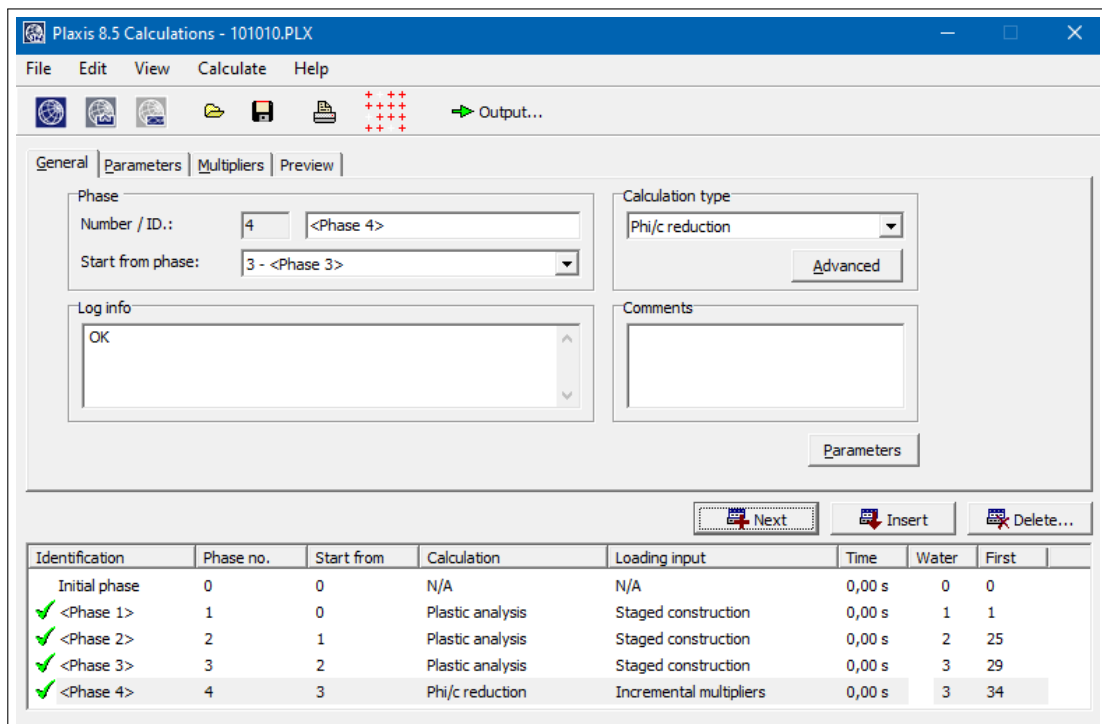 Plaxis 8.5 Calculations - 101010.PLX
File Edit View Calculate Help
Output...
General Parameters Multipliers Preview
Phase
Number / ID.: 4 <Phase 4>
Start from phase: 3 - <Phase 3>
Calculation type
Phi/c reduction
Advanced
Log info
OK
Comments
Parameters
Next Insert Delete...
Identification Phase no. Start from Calculation Loading input Time Water First
Initial phase 0 0 N/A N/A 0,00 s 0 0
<Phase 1> 1 0 Plastic analysis Staged construction 0,00 s 1 1
<Phase 2> 2 1 Plastic analysis Staged construction 0,00 s 2 25
<Phase 3> 3 2 Plastic analysis Staged construction 0,00 s 3 29
<Phase 4> 4 3 Phi/c reduction Incremental multipliers 0,00 s 3 34